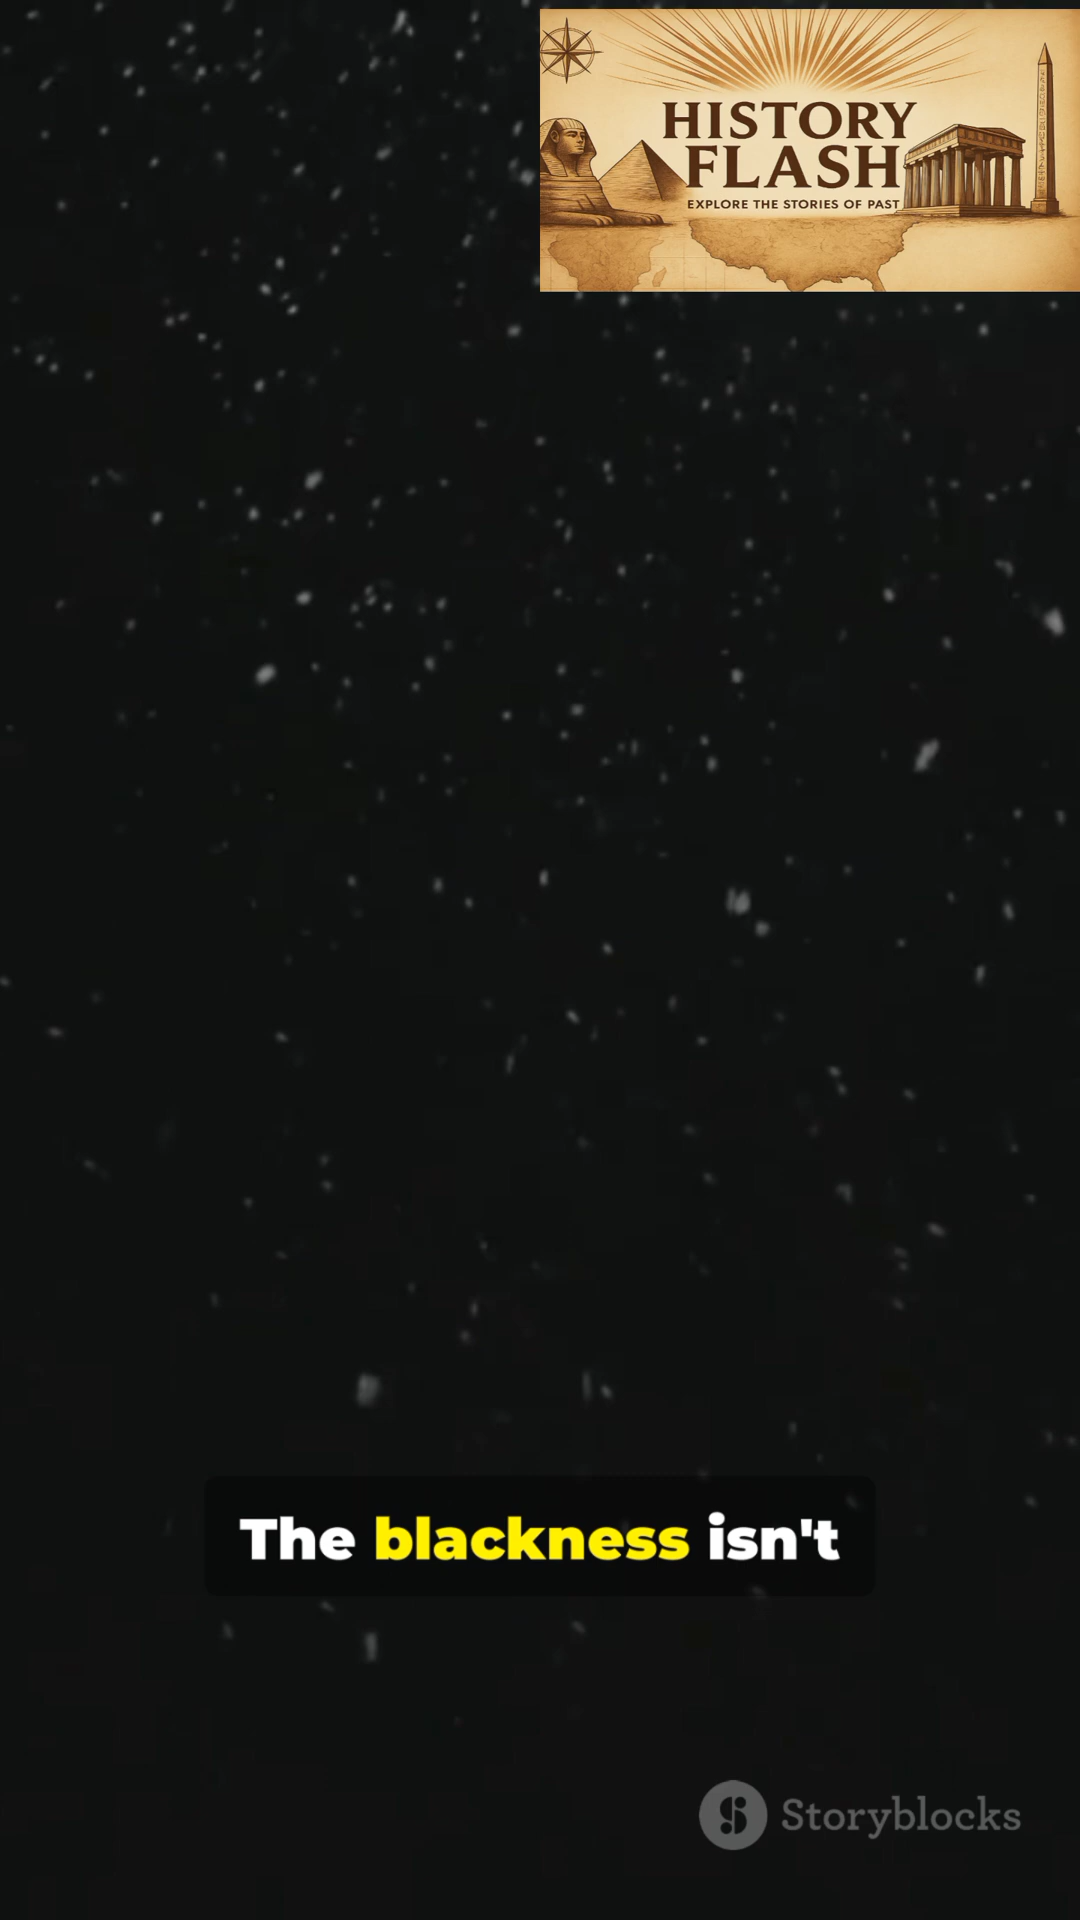 HISTORY
FLASH
EXPLORE THE STORIES OF PAST
The blackness isn't
Storyblocks